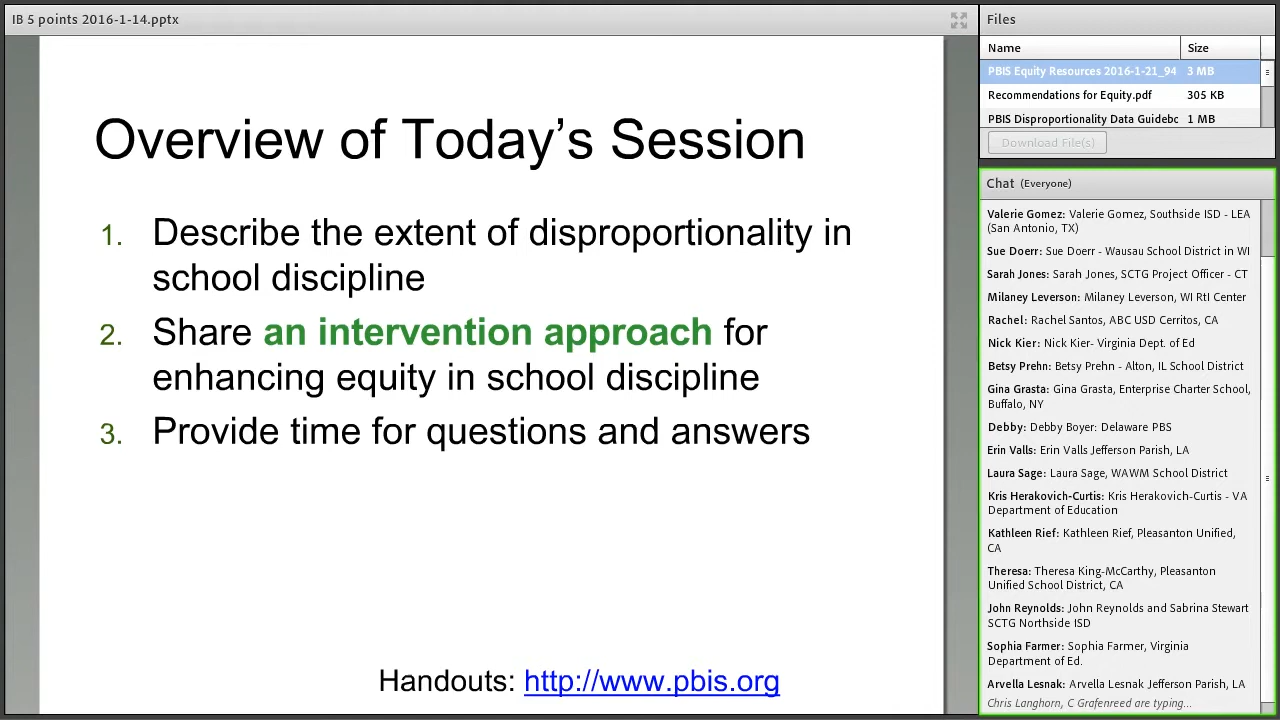 IB 5 points 2016-1-14.pptx
Overview of Today's Session
1. Describe the extent of disproportionality in
school discipline
2. Share an intervention approach for
enhancing equity in school discipline
3. Provide time for questions and answers
Handouts: http://www.pbis.org
Files
Name Size
PBIS Equity Resources 2016-1-21_94 3 MB
Recommendations for Equity.pdf 305 KB
PBIS Disproportionality Data Guidebc 1 MB
Download File(s)
Chat (Everyone)
Valerie Gomez: Valerie Gomez, Southside ISD - LEA
(San Antonio, TX)
Sue Doerr: Sue Doerr - Wausau School District in WI
Sarah Jones: Sarah Jones, SCTG Project Officer - CT
Milaney Leverson: Milaney Leverson, WI RtI Center
Rachel: Rachel Santos, ABC USD Cerritos, CA
Nick Kier: Nick Kier- Virginia Dept. of Ed
Betsy Prehn: Betsy Prehn - Alton, IL School District
Gina Grasta: Gina Grasta, Enterprise Charter School,
Buffalo, NY
Debby: Debby Boyer: Delaware PBS
Erin Valls: Erin Valls Jefferson Parish, LA
Laura Sage: Laura Sage, WAWM School District
Kris Herakovich-Curtis: Kris Herakovich-Curtis - VA
Department of Education
Kathleen Rief: Kathleen Rief, Pleasanton Unified,
CA
Theresa: Theresa King-McCarthy, Pleasanton
Unified School District, CA
John Reynolds: John Reynolds and Sabrina Stewart
SCTG Northside ISD
Sophia Farmer: Sophia Farmer, Virginia
Department of Ed.
Arvella Lesnak: Arvella Lesnak Jefferson Parish, LA
Chris Langhorn, C Grafenreed are typing...